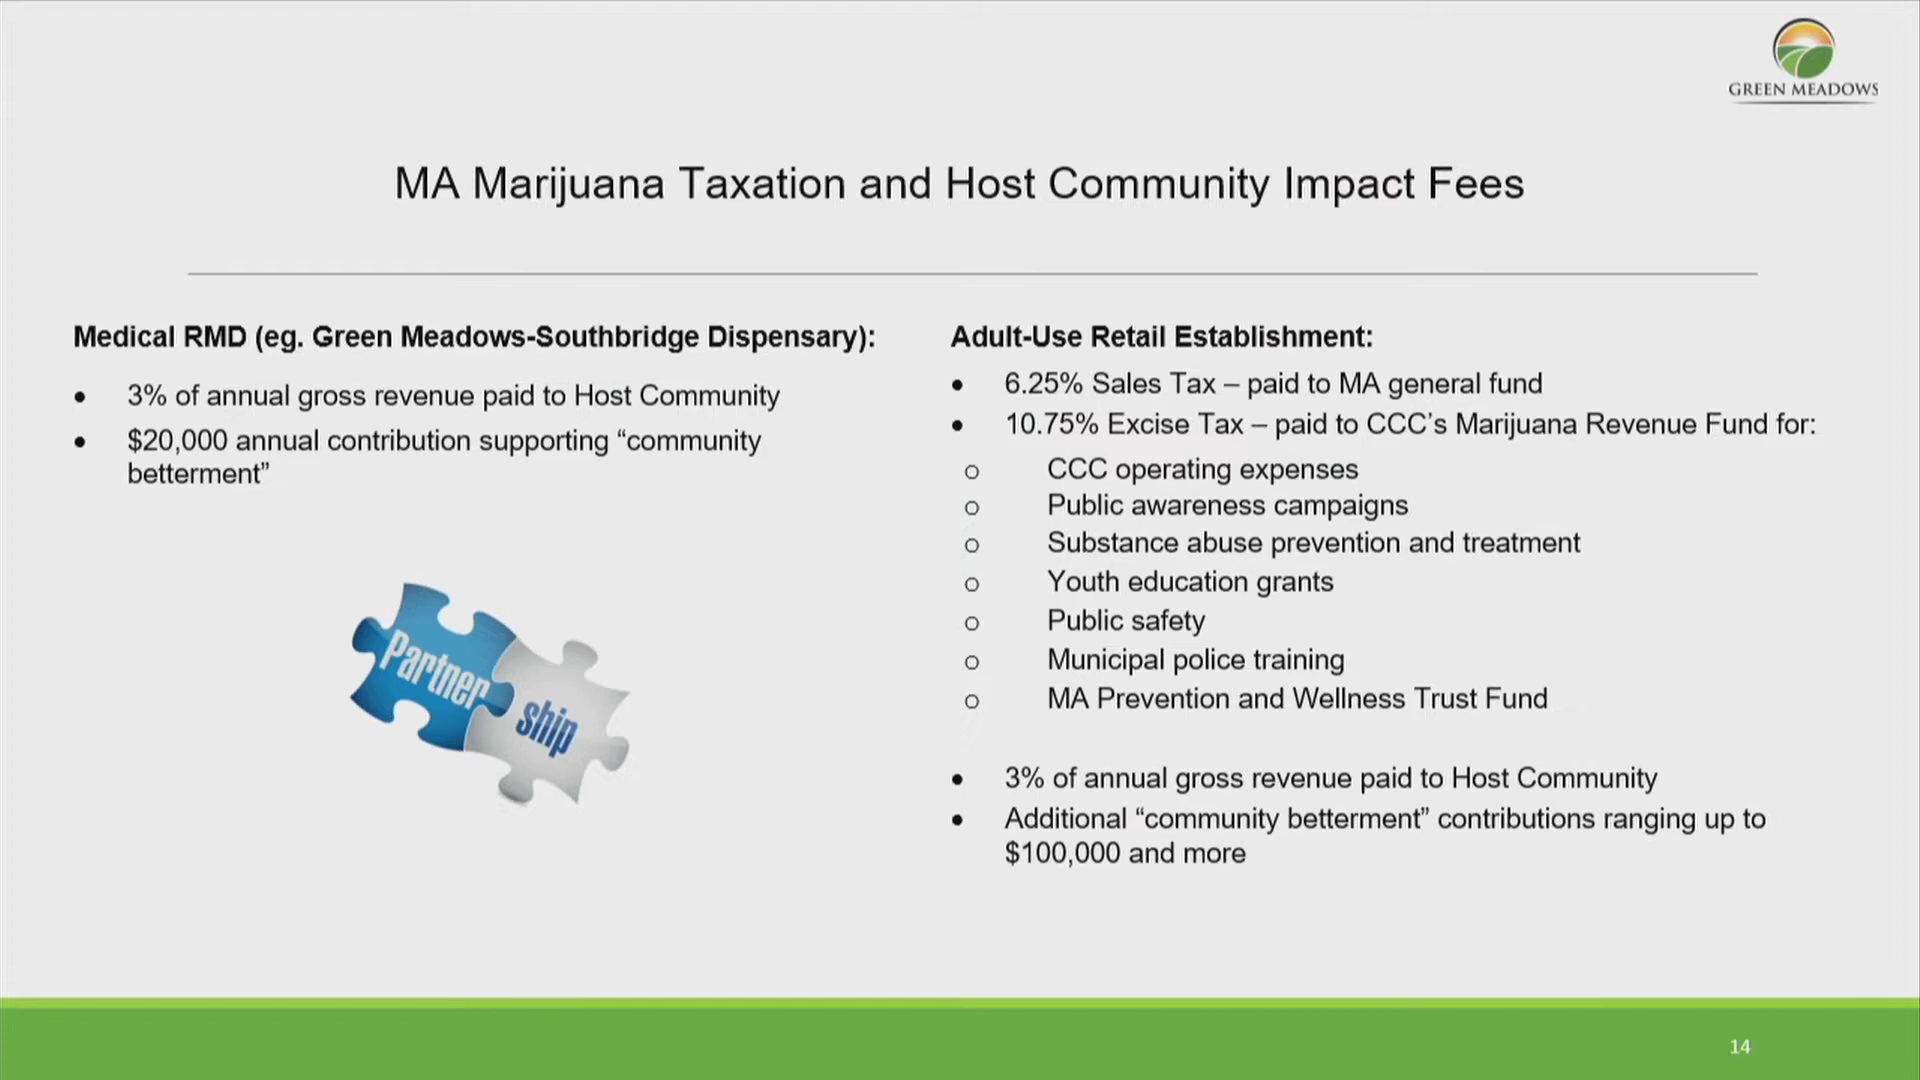 GREEN MEADOWS
MA Marijuana Taxation and Host Community Impact Fees
Medical RMD (eg. Green Meadows-Southbridge Dispensary):
• 3% of annual gross revenue paid to Host Community
• $20,000 annual contribution supporting “community
betterment”
Partner
ship
Adult-Use Retail Establishment:
• 6.25% Sales Tax – paid to MA general fund
• 10.75% Excise Tax – paid to CCC’s Marijuana Revenue Fund for:
○ CCC operating expenses
○ Public awareness campaigns
○ Substance abuse prevention and treatment
○ Youth education grants
○ Public safety
○ Municipal police training
○ MA Prevention and Wellness Trust Fund
• 3% of annual gross revenue paid to Host Community
• Additional “community betterment” contributions ranging up to
$100,000 and more
14